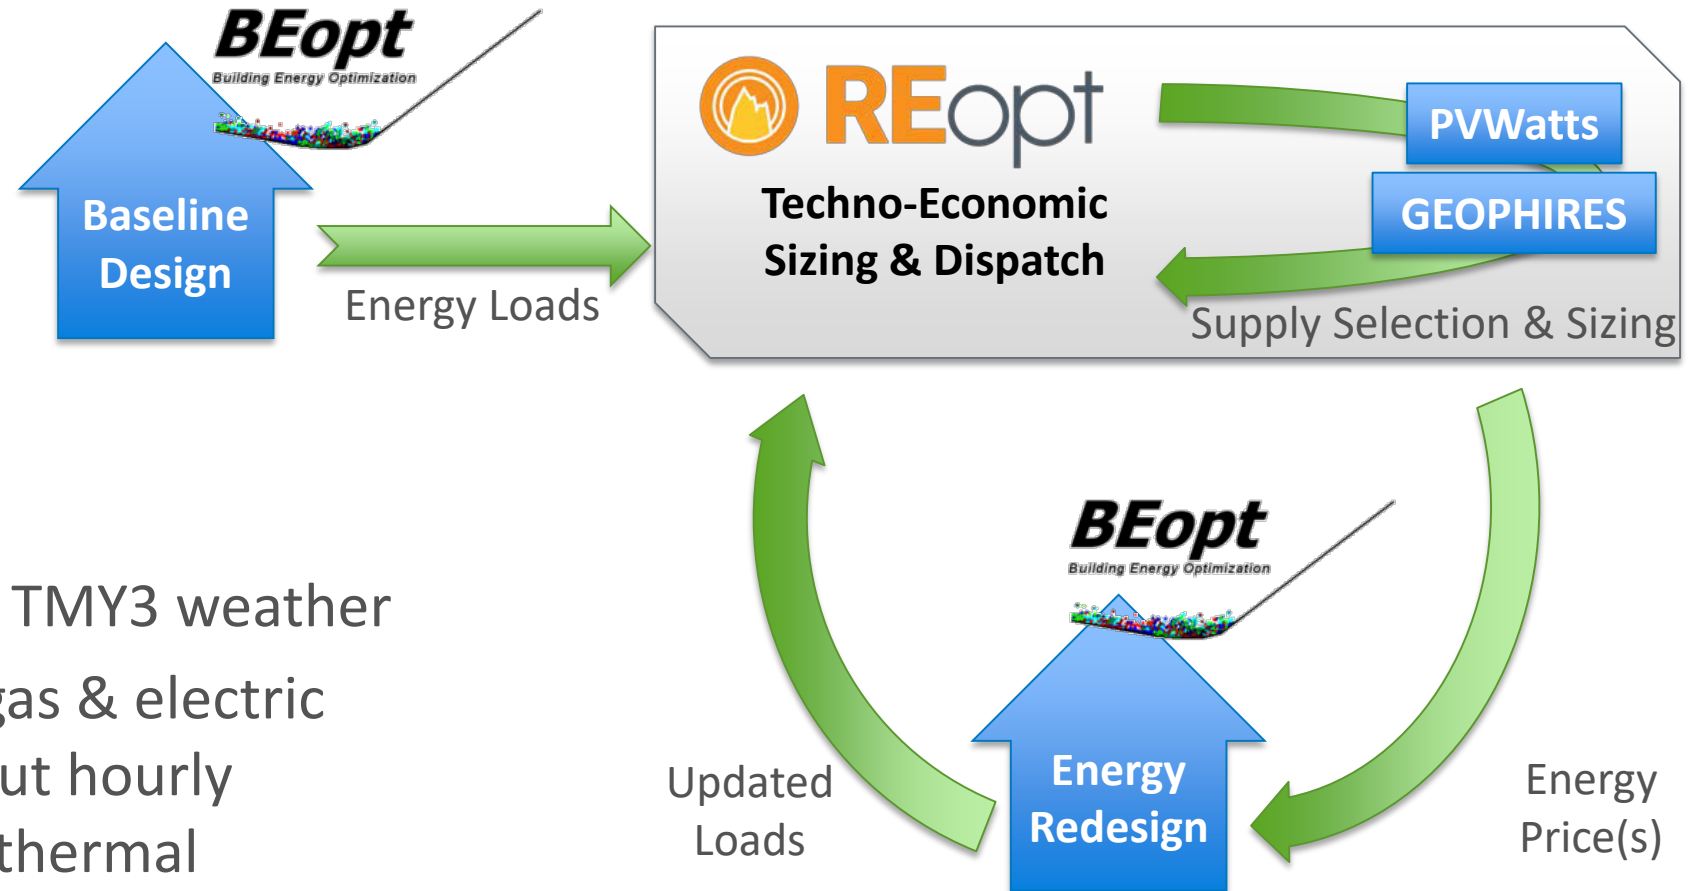 BEopt
Building Energy Optimization
Baseline
Design
Energy Loads
REopt
Techno-Economic
Sizing & Dispatch
PVWatts
GEOPHIRES
Supply Selection & Sizing
TMY3 weather
gas & electric
ut hourly
thermal
Updated
Loads
BEopt
Building Energy Optimization
Energy
Redesign
Energy
Price(s)